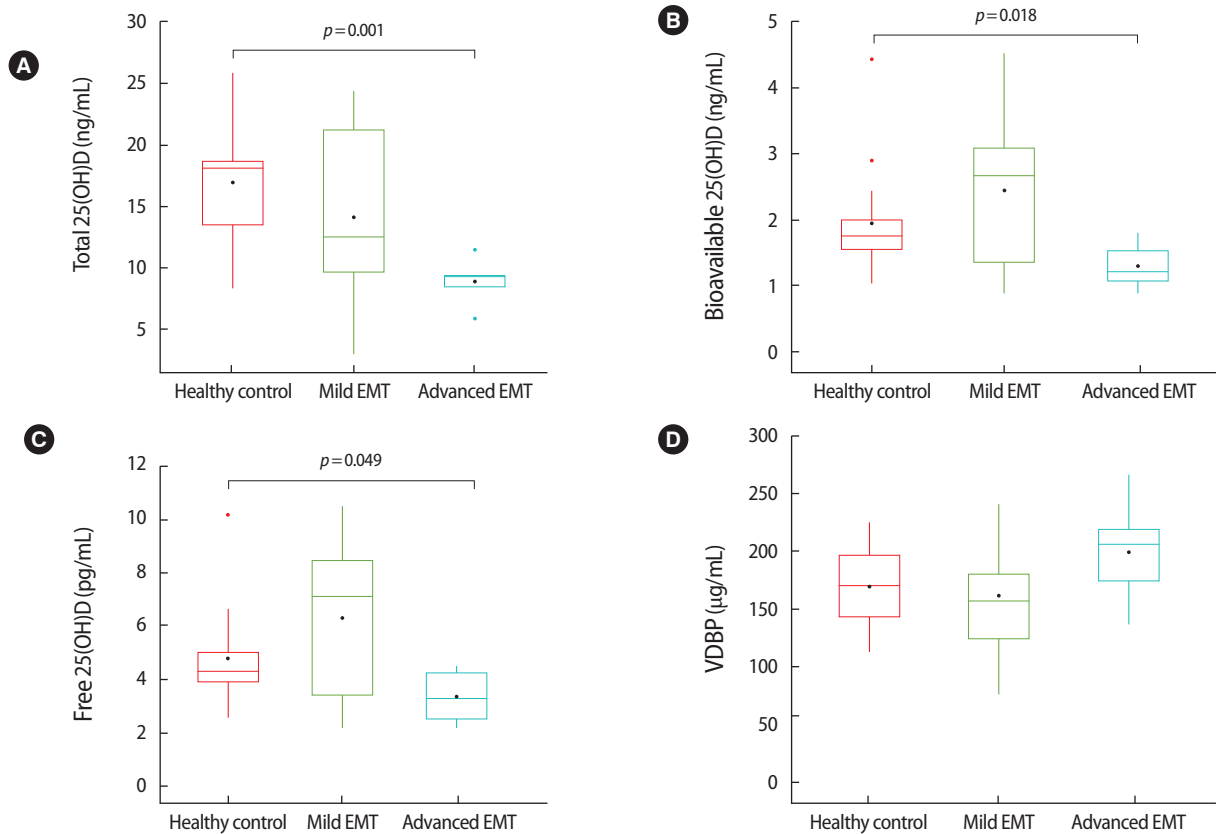 A
Total 25(OH)D (ng/mL)
30
25
20
15
10
5
p=0.001
Healthy control Mild EMT Advanced EMT
B
Bioavailable 25(OH)D (ng/mL)
5
4
3
2
1
0
p=0.018
Healthy control Mild EMT Advanced EMT
C
Free 25(OH)D (pg/mL)
12
10
8
6
4
2
0
p=0.049
Healthy control Mild EMT Advanced EMT
D
VDBP (μg/mL)
300
250
200
150
100
50
0
Healthy control Mild EMT Advanced EMT